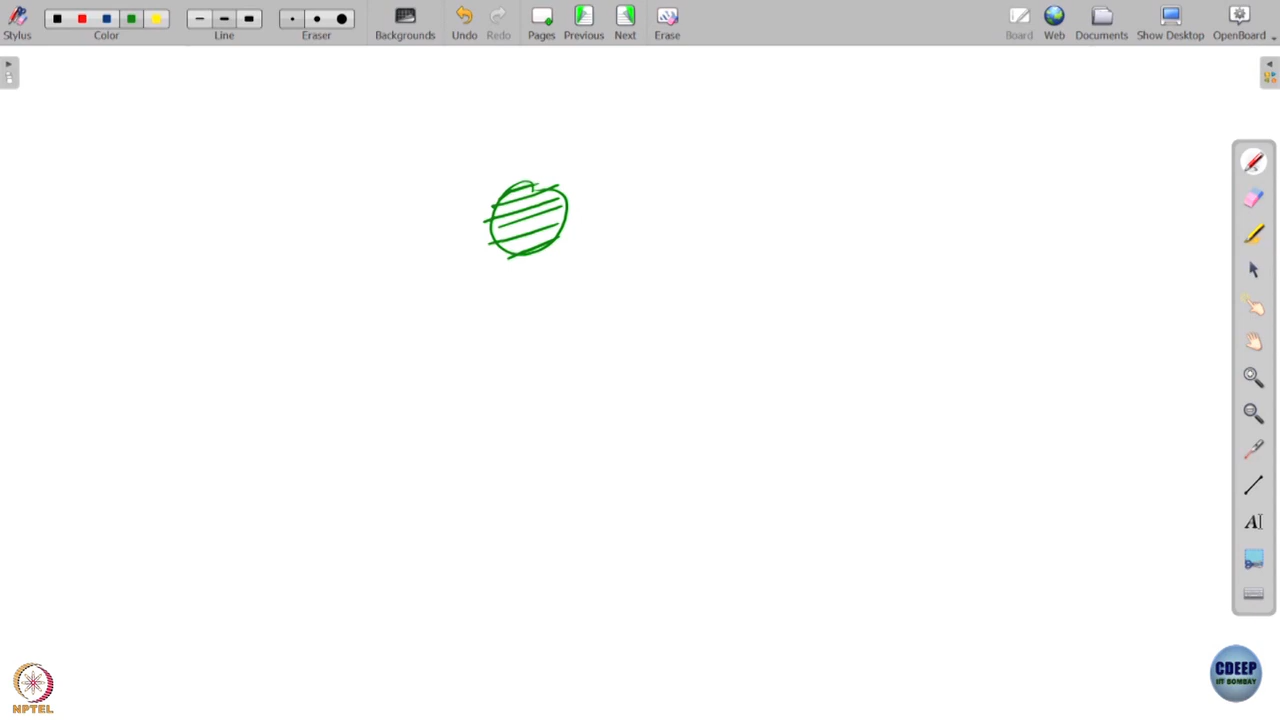 Stylus Color Line Eraser Backgrounds Undo Redo Pages Previous Next Erase Board Web Documents Show Desktop OpenBoard
A
NPTEL
CDEEP
IIT BOMBAY